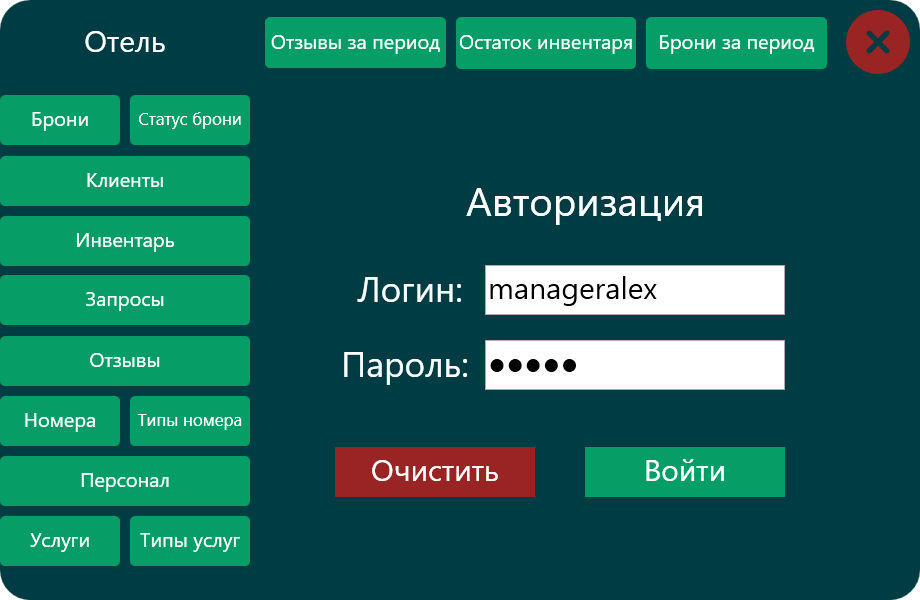 Отель
Отзывы за период
Остаток инвентаря
Брони за период
Брони
Статус брони
Клиенты
Инвентарь
Запросы
Отзывы
Номера
Типы номера
Персонал
Услуги
Типы услуг
Авторизация
Логин: manageralex
Пароль: ●●●●●
Очистить
Войти